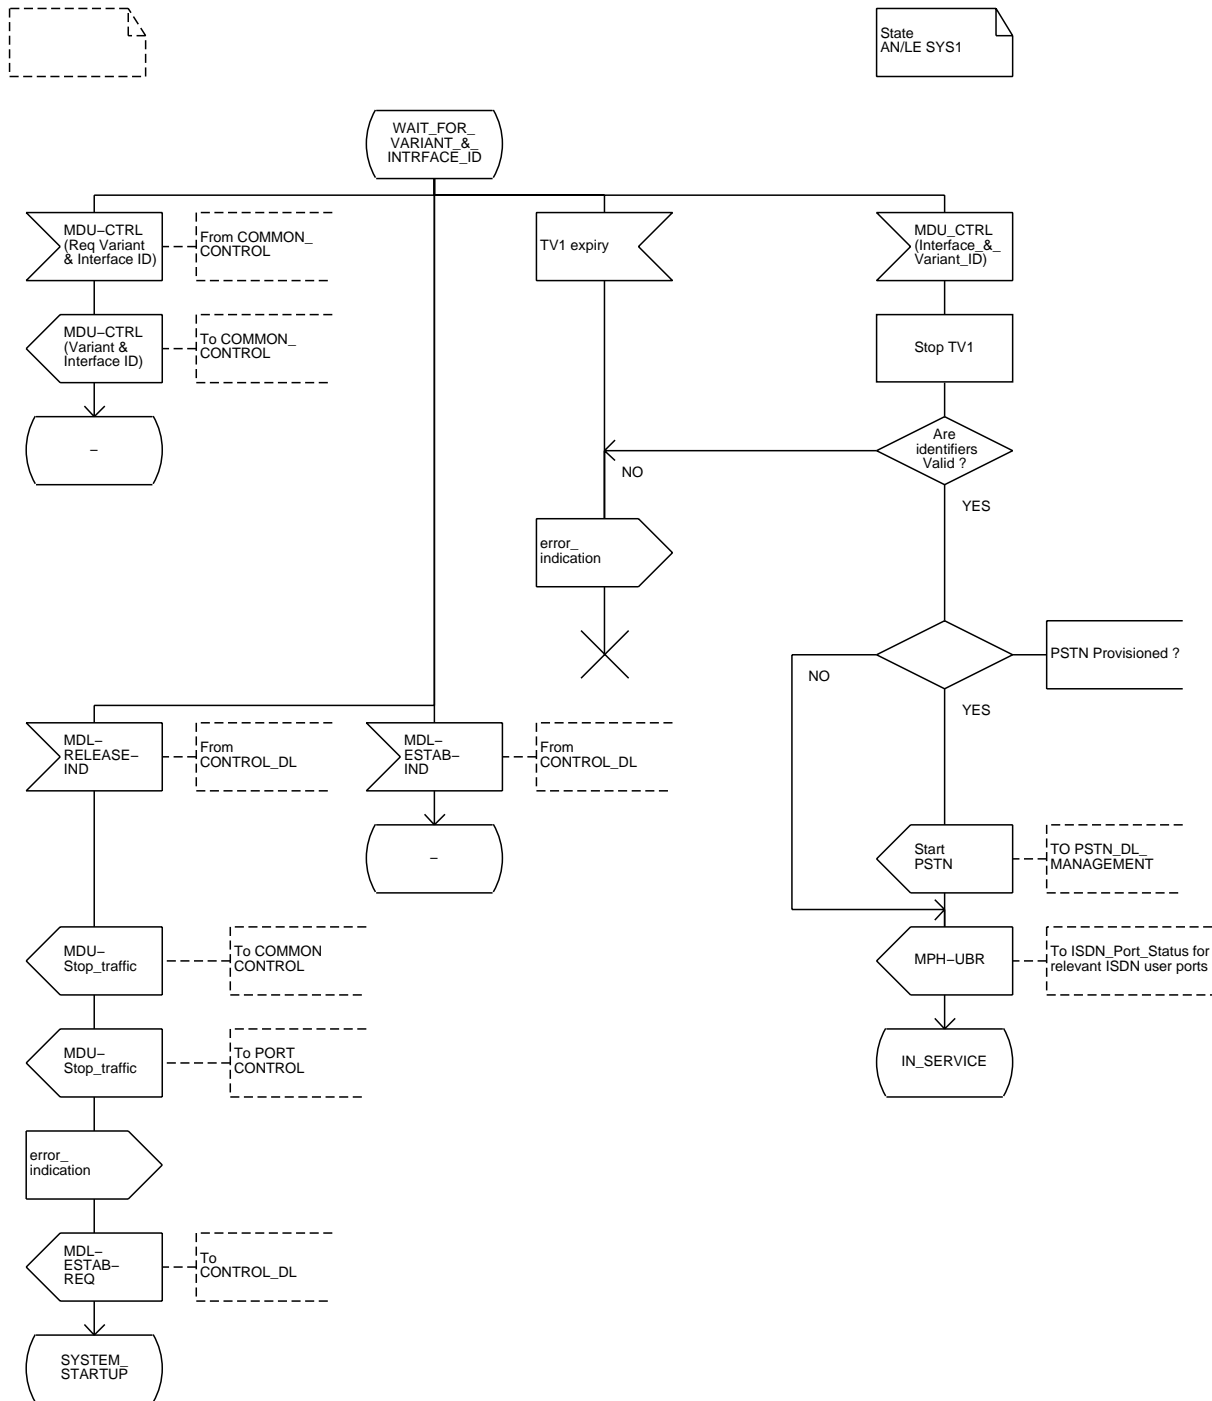 State
AN/LE SYS1
WAIT_FOR_
VARIANT_&_
INTRFACE_ID
MDU–CTRL
(Req Variant
& Interface ID)
From COMMON_
CONTROL
TV1 expiry
MDU_CTRL
(Interface_&_
Variant_ID)
MDU–CTRL
(Variant &
Interface ID)
To COMMON_
CONTROL
Stop TV1
–
Are
identifiers
Valid ?
NO
YES
error_
indication
PSTN Provisioned ?
NO
YES
MDL–
RELEASE–
IND
From
CONTROL_DL
MDL–
ESTAB–
IND
From
CONTROL_DL
–
Start
PSTN
TO PSTN_DL_
MANAGEMENT
MDU–
Stop_traffic
To COMMON
CONTROL
MPH–UBR
To ISDN_Port_Status for
relevant ISDN user ports
MDU–
Stop_traffic
To PORT
CONTROL
IN_SERVICE
error_
indication
MDL–
ESTAB–
REQ
To
CONTROL_DL
SYSTEM_
STARTUP